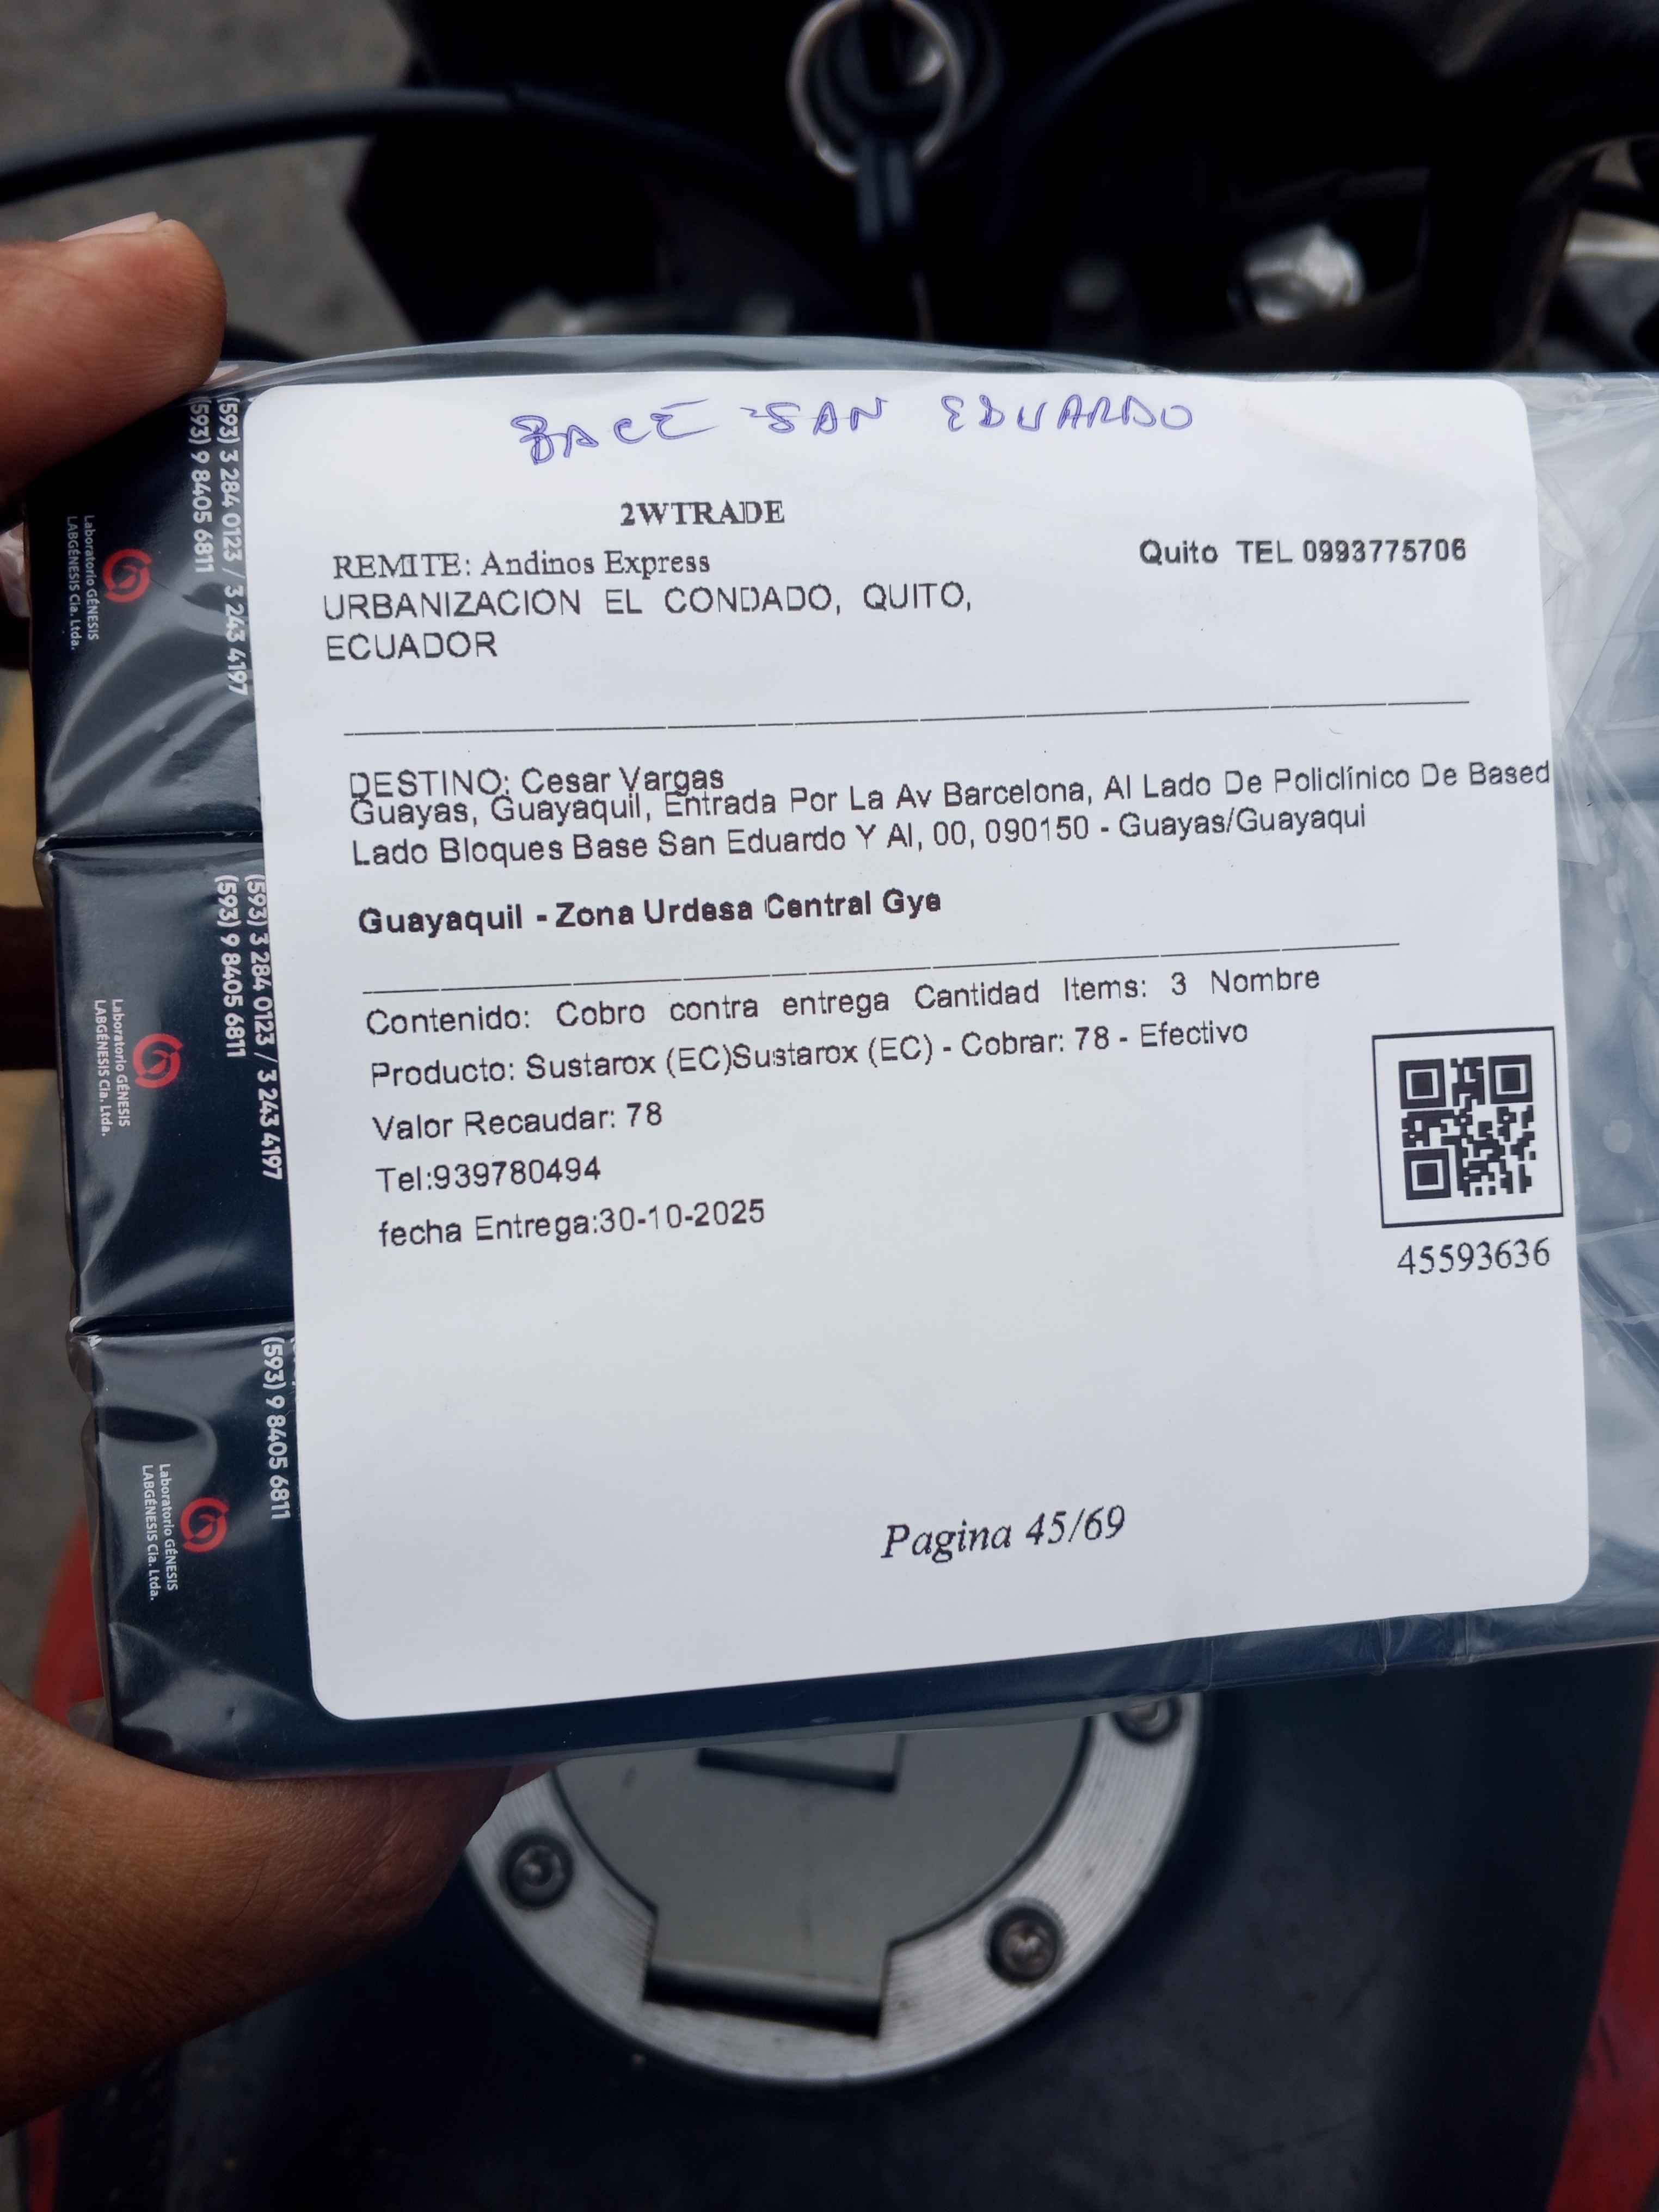 BACE SAN EDUARDO
2WTRADE
REMITE: Andinos Express
Quito TEL 0993775706
URBANIZACION EL CONDADO, QUITO,
ECUADOR
DESTINO: Cesar Vargas
Guayas, Guayaquil, Entrada Por La Av Barcelona, Al Lado De Policlínico De Based
Lado Bloques Base San Eduardo Y Al, 00, 090150 - Guayas/Guayaqui
Guayaquil - Zona Urdesa Central Gye
Contenido: Cobro contra entrega Cantidad Items: 3 Nombre
Producto: Sustarox (EC)Sustarox (EC) - Cobrar: 78 - Efectivo
Valor Recaudar: 78
Tel:939780494
fecha Entrega:30-10-2025
45593636
Pagina 45/69
(593) 3 284 0123 / 3 243 4197
(593) 9 8405 6811
Laboratorio GÉNESIS
LABGÉNESIS Cia. Ltda.
(593) 3 284 0123 / 3 243 4197
(593) 9 8405 6811
Laboratorio GÉNESIS
LABGÉNESIS Cia. Ltda.
(593) 9 8405 6811
Laboratorio GÉNESIS
LABGÉNESIS Cia. Ltda.